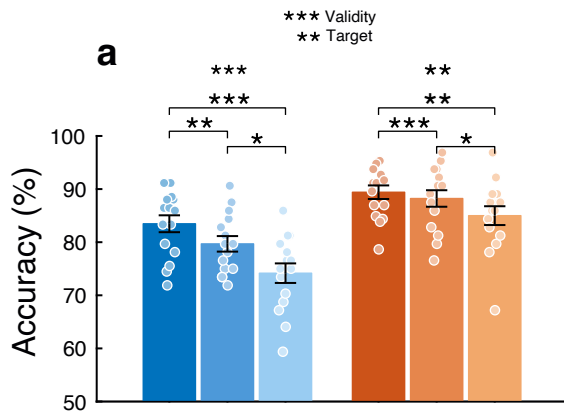 *** Validity
** Target
a
*** **
*** **
** * *** *
100
90
80
70
60
50
Accuracy (%)